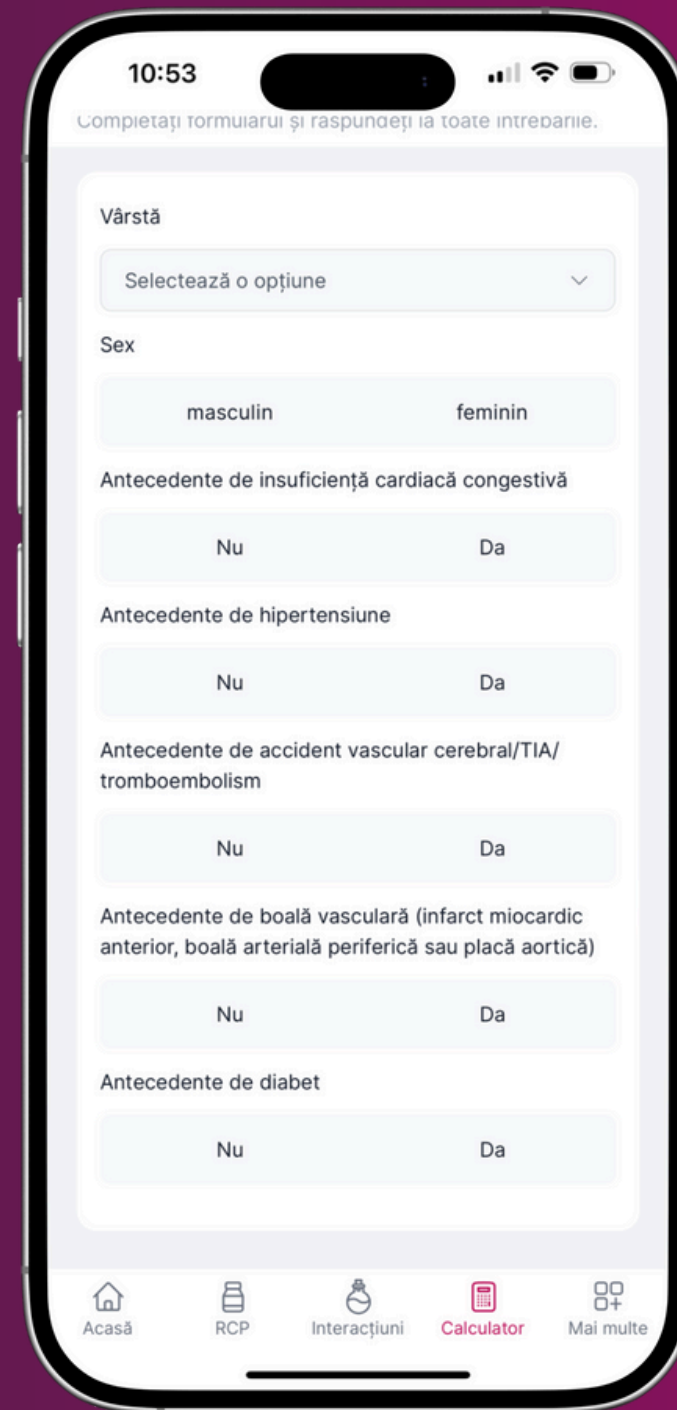 10:53
Completați formularul și răspundeți la toate întrebările.
Vârstă
Selectează o opțiune
Sex
masculin feminin
Antecedente de insuficiență cardiacă congestivă
Nu Da
Antecedente de hipertensiune
Nu Da
Antecedente de accident vascular cerebral/TIA/
tromboembolism
Nu Da
Antecedente de boală vasculară (infarct miocardic
anterior, boală arterială periferică sau placă aortică)
Nu Da
Antecedente de diabet
Nu Da
Acasă RCP Interacțiuni Calculator Mai multe